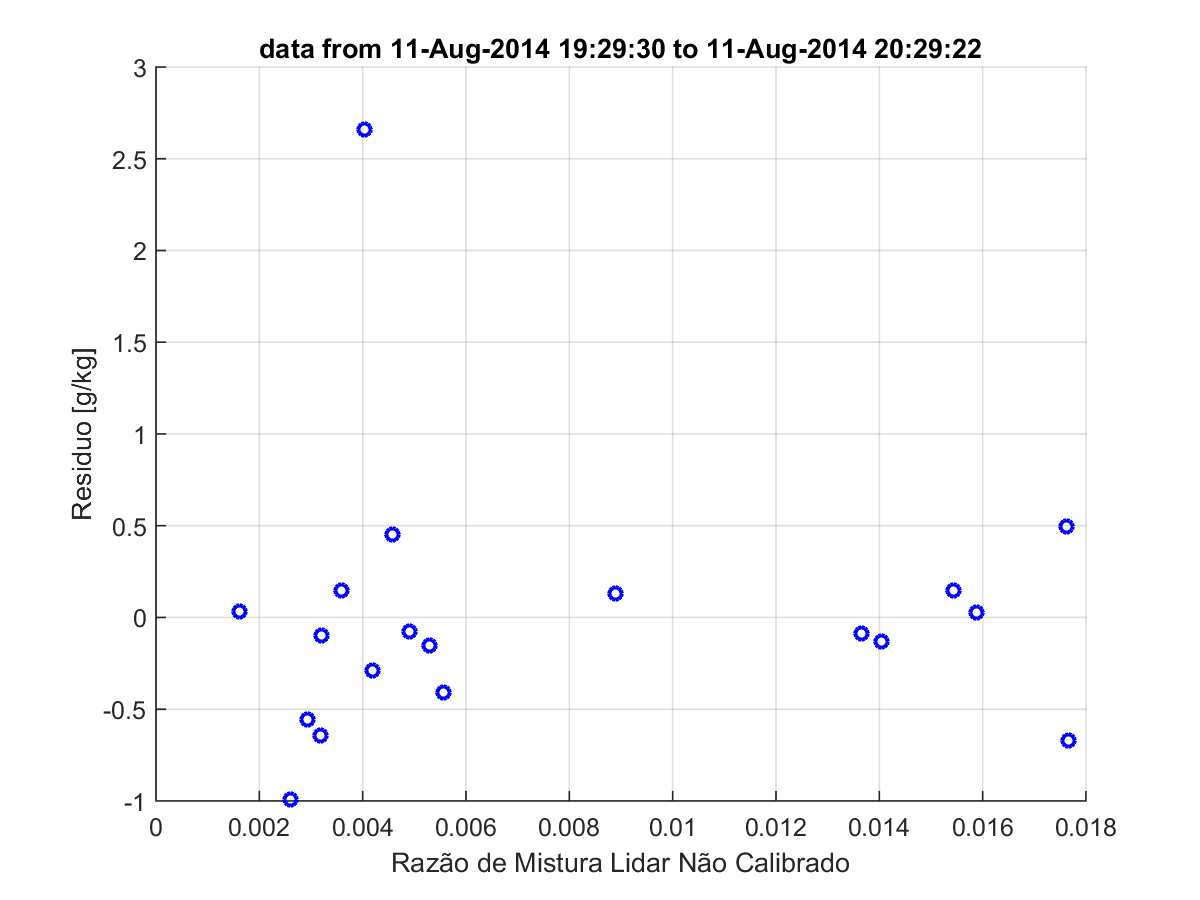 data from 11-Aug-2014 19:29:30 to 11-Aug-2014 20:29:22
3
2.5
2
1.5
1
0.5
0
-0.5
-1
Residuo [g/kg]
0 0.002 0.004 0.006 0.008 0.01 0.012 0.014 0.016 0.018
Razão de Mistura Lidar Não Calibrado